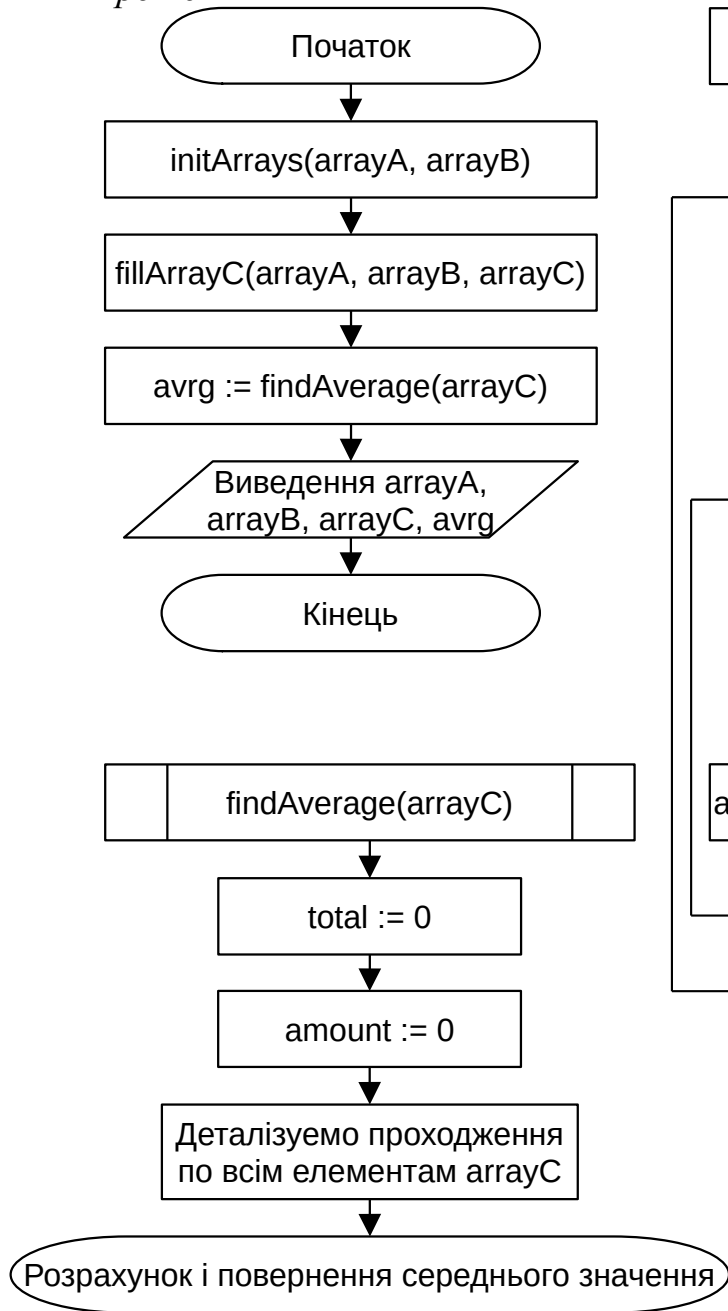 Початок
initArrays(arrayA, arrayB)
fillArrayC(arrayA, arrayB, arrayC)
avrg := findAverage(arrayC)
Виведення arrayA,
arrayB, arrayC, avrg
Кінець
findAverage(arrayC)
total := 0
amount := 0
Деталізуемо проходження
по всім елементам arrayC
Розрахунок і повернення середнього значення